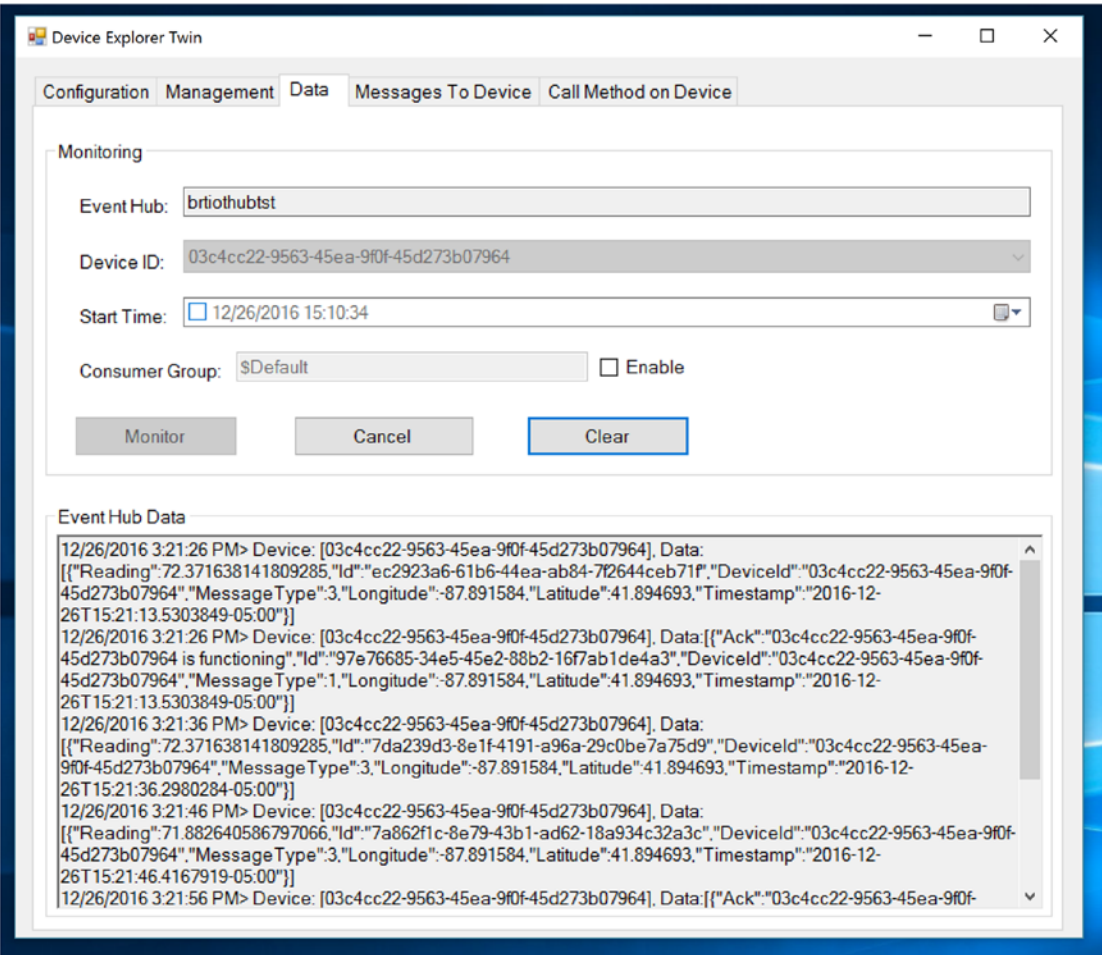 Device Explorer Twin
Configuration Management Data Messages To Device Call Method on Device
Monitoring
Event Hub: brtiothubtst
Device ID: 03c4cc22-9563-45ea-9f0f-45d273b07964
Start Time: 12/26/2016 15:10:34
Consumer Group: $Default Enable
Monitor Cancel Clear
Event Hub Data
12/26/2016 3:21:26 PM> Device: [03c4cc22-9563-45ea-9f0f-45d273b07964], Data:
[{"Reading":72.371638141809285,"Id":"ec2923a6-61b6-44ea-ab84-7f2644ceb71f","DeviceId":"03c4cc22-9563-45ea-9f0f-
45d273b07964","MessageType":3,"Longitude":-87.891584,"Latitude":41.894693,"Timestamp":"2016-12-
26T15:21:13.5303849-05:00"}]
12/26/2016 3:21:26 PM> Device: [03c4cc22-9563-45ea-9f0f-45d273b07964], Data:[{"Ack":"03c4cc22-9563-45ea-9f0f-
45d273b07964 is functioning","Id":"97e76685-34e5-45e2-88b2-16f7ab1de4a3","DeviceId":"03c4cc22-9563-45ea-9f0f-
45d273b07964","MessageType":1,"Longitude":-87.891584,"Latitude":41.894693,"Timestamp":"2016-12-
26T15:21:13.5303849-05:00"}]
12/26/2016 3:21:36 PM> Device: [03c4cc22-9563-45ea-9f0f-45d273b07964], Data:
[{"Reading":72.371638141809285,"Id":"7da239d3-8e1f-4191-a96a-29c0be7a75d9","DeviceId":"03c4cc22-9563-45ea-
9f0f-45d273b07964","MessageType":3,"Longitude":-87.891584,"Latitude":41.894693,"Timestamp":"2016-12-
26T15:21:36.2980284-05:00"}]
12/26/2016 3:21:46 PM> Device: [03c4cc22-9563-45ea-9f0f-45d273b07964], Data:
[{"Reading":71.882640586797066,"Id":"7a862f1c-8e79-43b1-ad62-18a934c32a3c","DeviceId":"03c4cc22-9563-45ea-9f0f-
45d273b07964","MessageType":3,"Longitude":-87.891584,"Latitude":41.894693,"Timestamp":"2016-12-
26T15:21:46.4167919-05:00"}]
12/26/2016 3:21:56 PM> Device: [03c4cc22-9563-45ea-9f0f-45d273b07964], Data:[{"Ack":"03c4cc22-9563-45ea-9f0f-